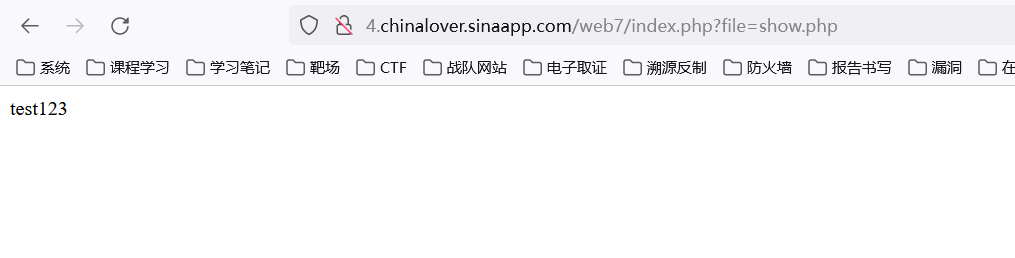 4.chinalover.sinaapp.com/web7/index.php?file=show.php
系统 课程学习 学习笔记 靶场 CTF 战队网站 电子取证 溯源反制 防火墙 报告书写 漏洞 在
test123